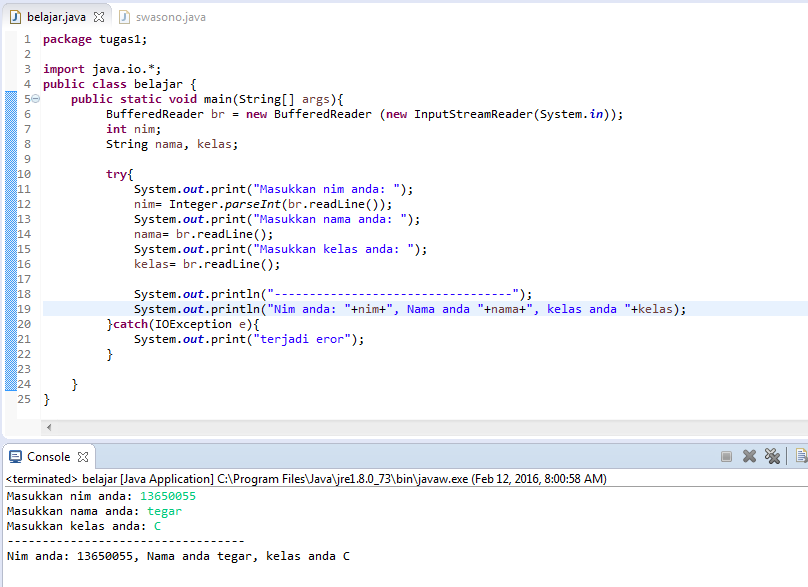 belajar.java swasono.java
1 package tugas1;
2
3 import java.io.*;
4 public class belajar {
5 public static void main(String[] args){
6 BufferedReader br = new BufferedReader (new InputStreamReader(System.in));
7 int nim;
8 String nama, kelas;
9
10 try{
11 System.out.print("Masukkan nim anda: ");
12 nim= Integer.parseInt(br.readLine());
13 System.out.print("Masukkan nama anda: ");
14 nama= br.readLine();
15 System.out.print("Masukkan kelas anda: ");
16 kelas= br.readLine();
17
18 System.out.println("----------------------------------");
19 System.out.println("Nim anda: "+nim+", Nama anda "+nama+", kelas anda "+kelas);
20 }catch(IOException e){
21 System.out.print("terjadi eror");
22 }
23
24 }
25 }
Console
<terminated> belajar [Java Application] C:\Program Files\Java\jre1.8.0_73\bin\javaw.exe (Feb 12, 2016, 8:00:58 AM)
Masukkan nim anda: 13650055
Masukkan nama anda: tegar
Masukkan kelas anda: C
----------------------------------
Nim anda: 13650055, Nama anda tegar, kelas anda C